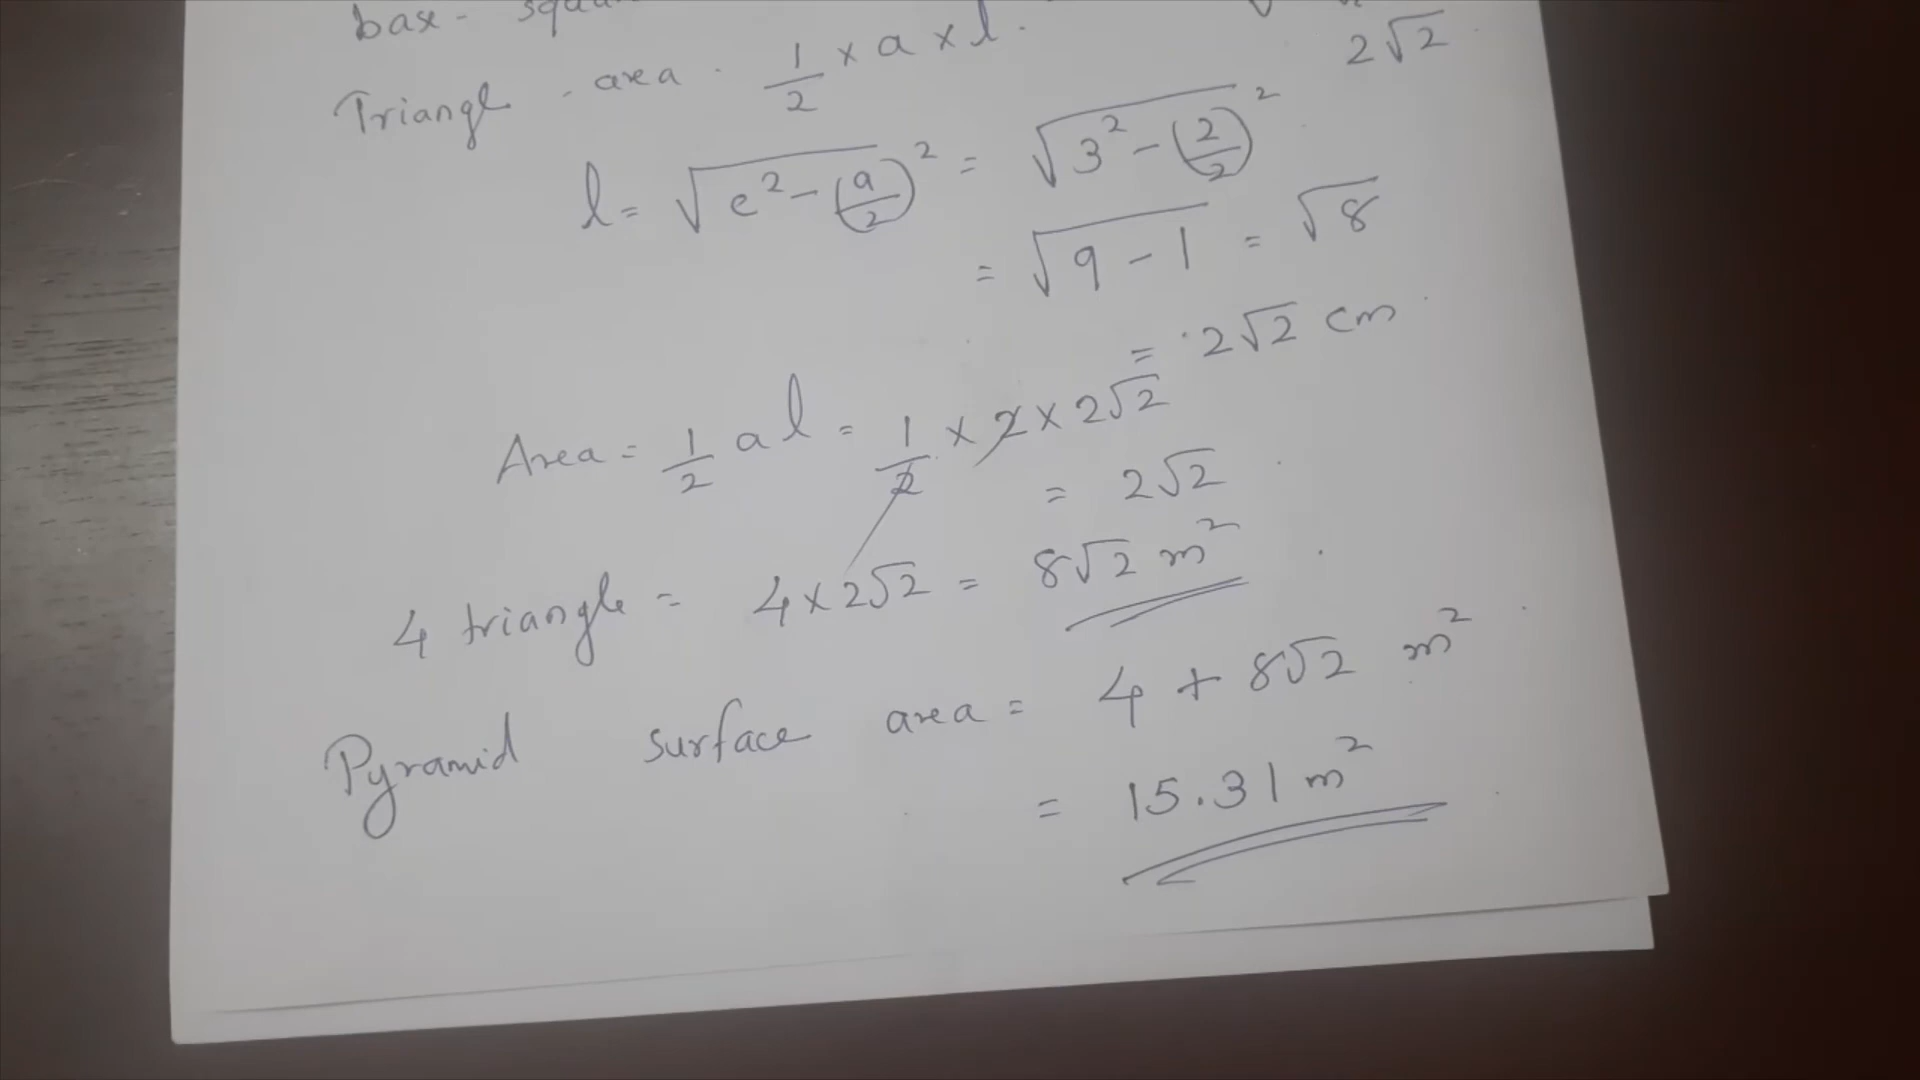 base - squa
Triangle - area . 1/2 × a × l .
2√2
l = √e² - (a/2)² = √3² - (2/2)²
= √9 - 1 = √8
= 2√2 cm
Area = 1/2 a l = 1/2 × 2 × 2√2
= 2√2
4 triangle = 4 × 2√2 = 8√2 m²
Pyramid surface area = 4 + 8√2 m²
= 15.31 m²